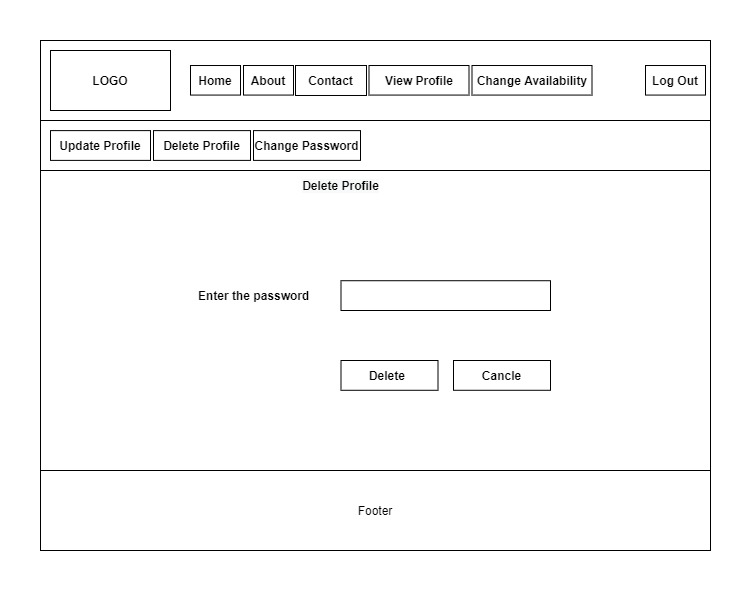 LOGO
Home About Contact View Profile Change Availability Log Out
Update Profile Delete Profile Change Password
Delete Profile
Enter the password
Delete Cancle
Footer